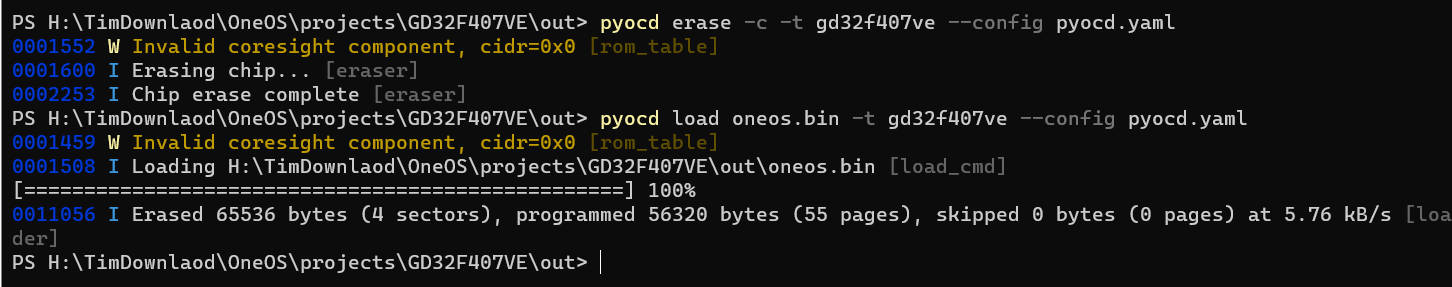 PS H:\TimDownlaod\OneOS\projects\GD32F407VE\out> pyocd erase -c -t gd32f407ve --config pyocd.yaml
0001552 W Invalid coresight component, cidr=0x0 [rom_table]
0001600 I Erasing chip... [eraser]
0002253 I Chip erase complete [eraser]
PS H:\TimDownlaod\OneOS\projects\GD32F407VE\out> pyocd load oneos.bin -t gd32f407ve --config pyocd.yaml
0001459 W Invalid coresight component, cidr=0x0 [rom_table]
0001508 I Loading H:\TimDownlaod\OneOS\projects\GD32F407VE\out\oneos.bin [load_cmd]
[==================================================] 100%
0011056 I Erased 65536 bytes (4 sectors), programmed 56320 bytes (55 pages), skipped 0 bytes (0 pages) at 5.76 kB/s [loa
der]
PS H:\TimDownlaod\OneOS\projects\GD32F407VE\out>